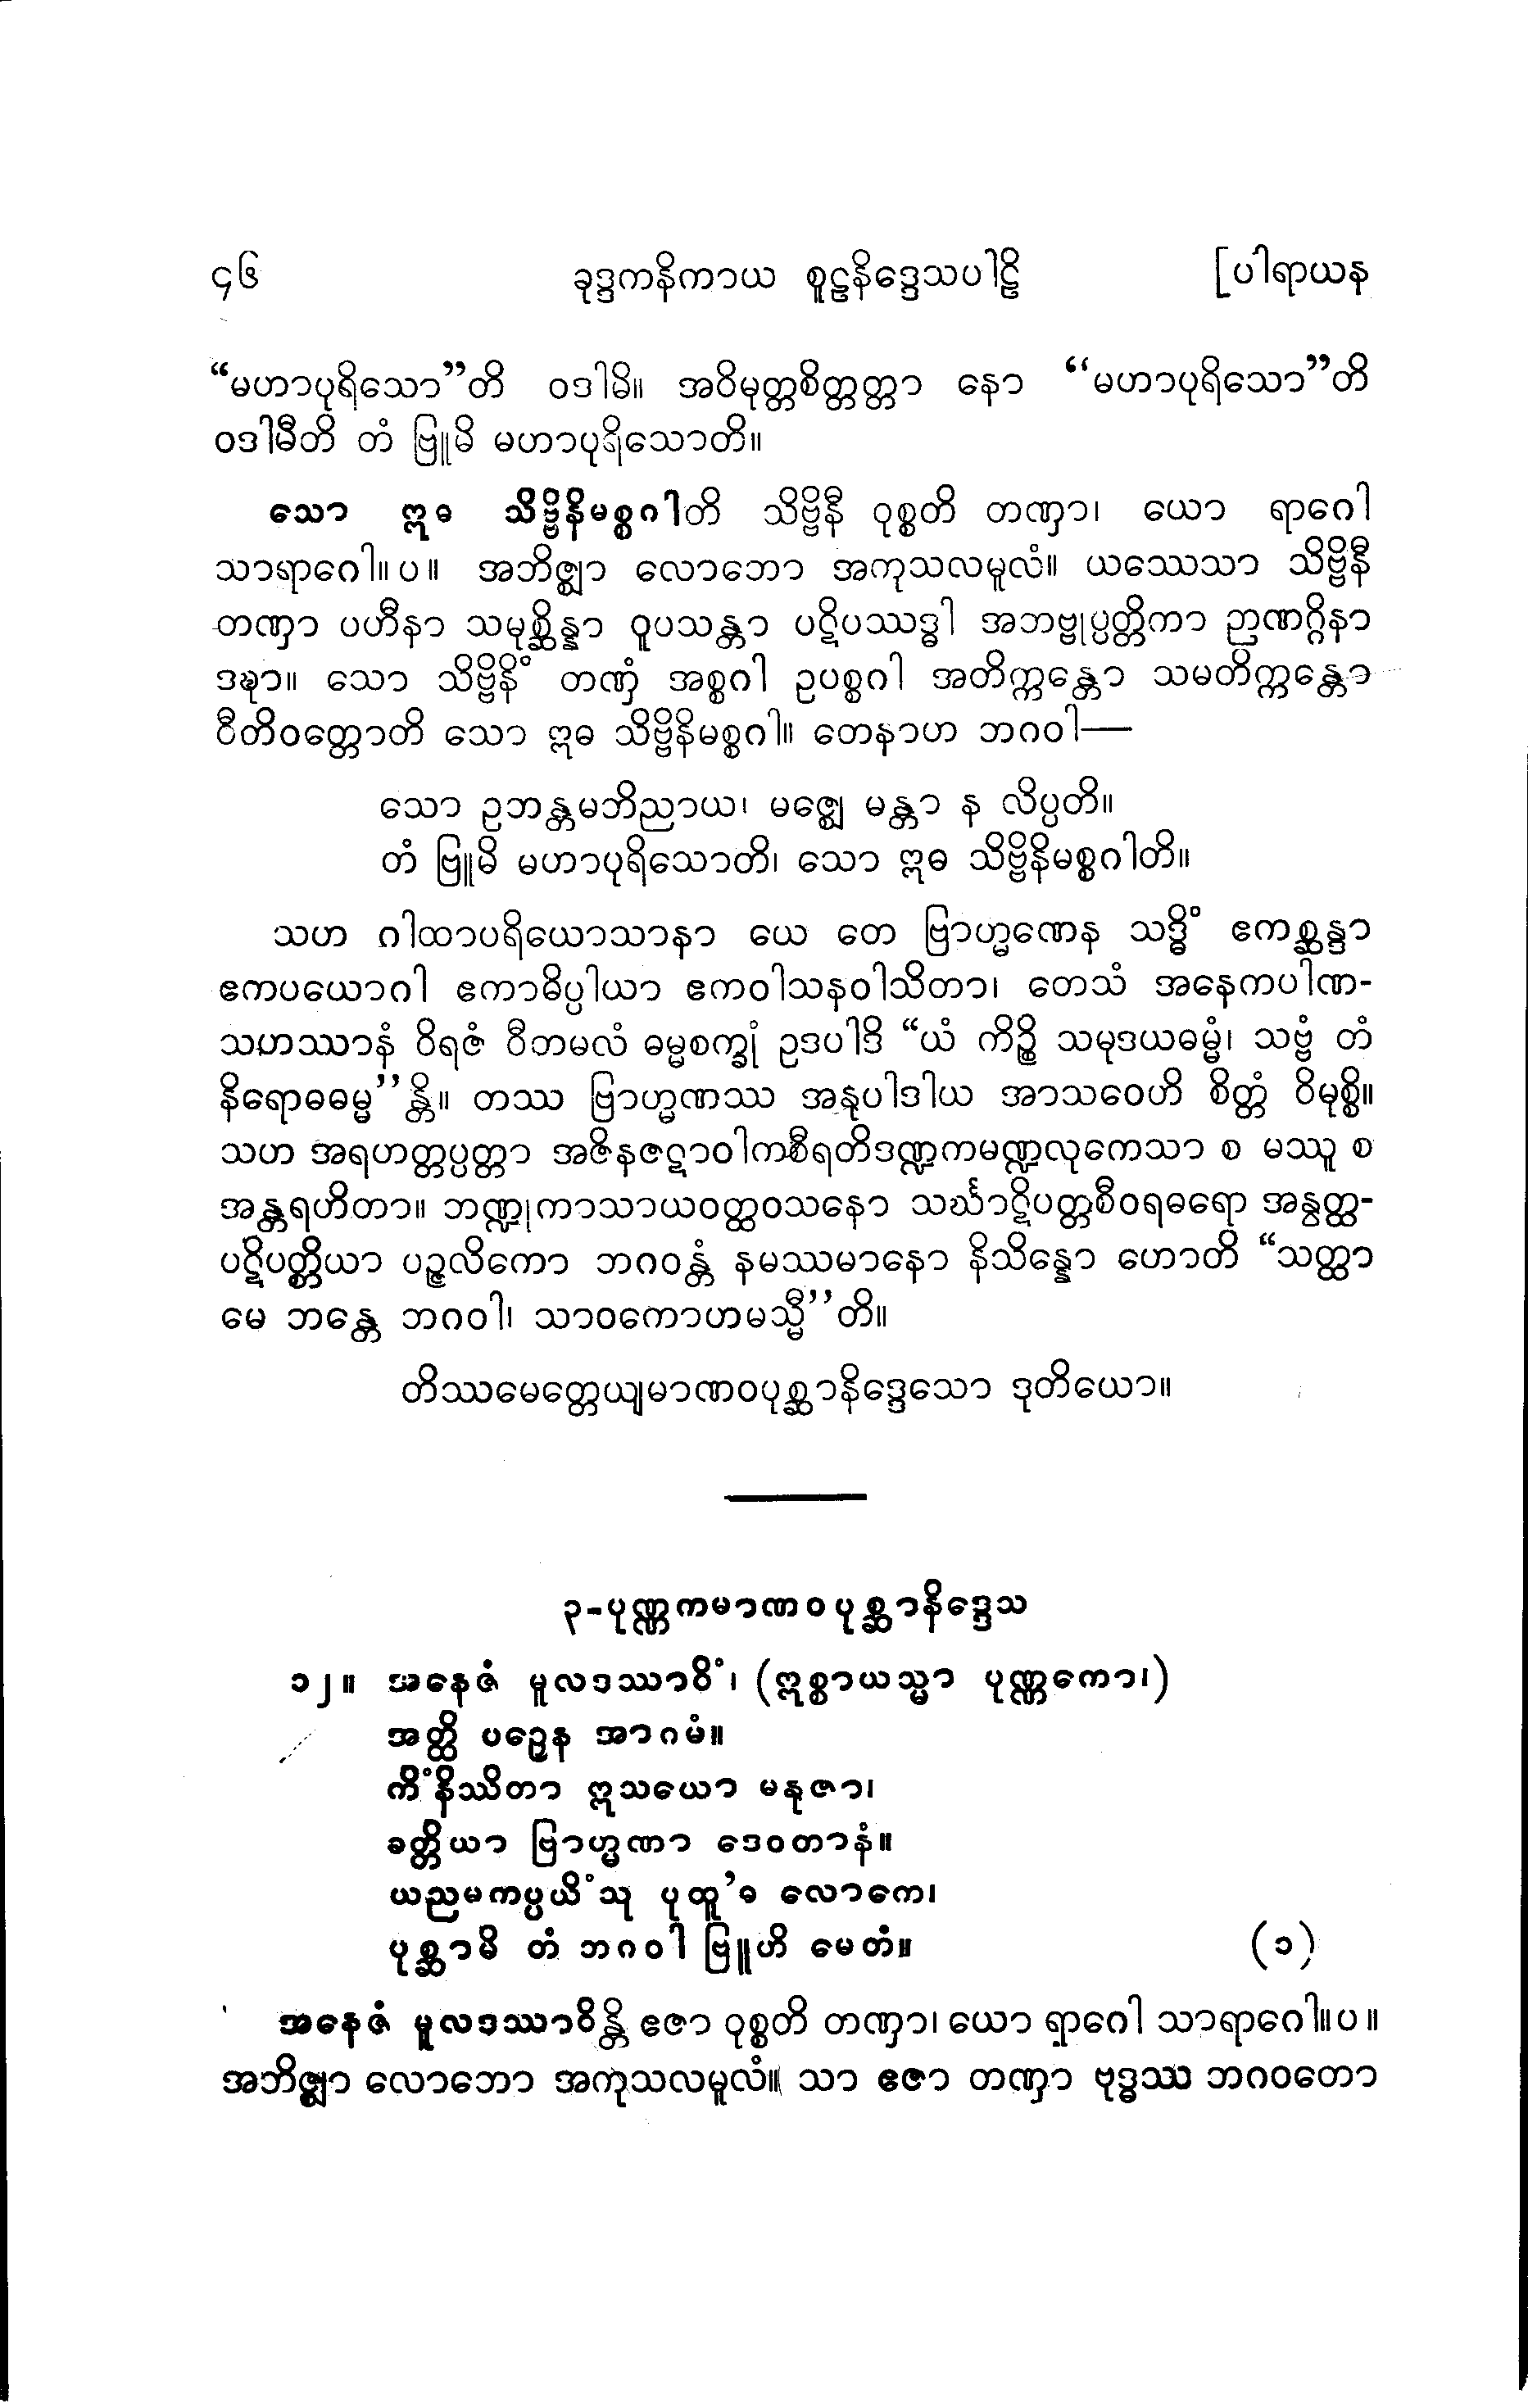 ၄၆ ခုဒ္ဒကနိကာယ စူဠနိဒ္ဒေသပါဠိ [ပါရာယန
“မဟာပုရိသော”တိ ဝဒါမိ။ အဝိမုတ္တစိတ္တတ္တာ နော “မဟာပုရိသော”တိ
ဝဒါမီတိ တံ ဗြူမိ မဟာပုရိသောတိ။
သော ဣဓ သိဗ္ဗိနိမစ္စဂါတိ သိဗ္ဗိနီ ဝုစ္စတိ တဏှာ၊ ယော ရာဂေါ
သာရာဂေါ။ပ။ အဘိဇ္ဈာ လောဘော အကုသလမူလံ။ ယဿေသာ သိဗ္ဗိနီ
တဏှာ ပဟီနာ သမုစ္ဆိန္နာ ဝူပသန္တာ ပဋိပဿဒ္ဓါ အဘဗ္ဗုပ္ပတ္တိကာ ဉာဏဂ္ဂိနာ
ဒဍ္ဎာ။ သော သိဗ္ဗိနိံ တဏှံ အစ္စဂါ ဥပစ္စဂါ အတိက္ကန္တော သမတိက္ကန္တော
ဝီတိဝတ္တောတိ သော ဣဓ သိဗ္ဗိနိမစ္စဂါ။ တေနာဟ ဘဂဝါ—
သော ဥဘန္တမဘိညာယ၊ မဇ္ဈေ မန္တာ န လိပ္ပတိ။
တံ ဗြူမိ မဟာပုရိသောတိ၊ သော ဣဓ သိဗ္ဗိနိမစ္စဂါတိ။
သဟ ဂါထာပရိယောသာနာ ယေ တေ ဗြာဟ္မဏေန သဒ္ဓိံ ဧကစ္ဆန္ဒာ
ဧကပယောဂါ ဧကာဓိပ္ပါယာ ဧကဝါသနဝါသိတာ၊ တေသံ အနေကပါဏ-
သဟဿာနံ ဝိရဇံ ဝီတမလံ ဓမ္မစက္ခုံ ဥဒပါဒိ “ယံ ကိဉ္စိ သမုဒယဓမ္မံ၊ သဗ္ဗံ တံ
နိရောဓဓမ္မ”န္တိ။ တဿ ဗြာဟ္မဏဿ အနုပါဒါယ အာသဝေဟိ စိတ္တံ ဝိမုစ္စိ။
သဟ အရဟတ္တပ္ပတ္တာ အဇိနဇဋာဝါကစီရတိဒဏ္ဍကမဏ္ဍလုကေသာ စ မဿူ စ
အန္တရဟိတာ။ ဘဏ္ဍုကာသာယဝတ္ထဝသနော သင်္ဃာဋိပတ္တစီဝရဓရော အနွတ္ထ-
ပဋိပတ္တိယာ ပဉ္ဇလိကော ဘဂဝန္တံ နမဿမာနော နိသိန္နော ဟောတိ “သတ္ထာ
မေ ဘန္တေ ဘဂဝါ၊ သာဝကောဟမသ္မီ”တိ။
တိဿမေတ္တေယျမာဏဝပုစ္ဆာနိဒ္ဒေသော ဒုတိယော။
၃-ပုဏ္ဏကမာဏဝပုစ္ဆာနိဒ္ဒေသ
၁၂။ အနေဇံ မူလဒဿာဝိံ၊ (ဣစ္စာယသ္မာ ပုဏ္ဏကော၊)
အတ္ထိ ပဉှေန အာဂမံ။
ကိံနိဿိတာ ဣသယော မနုဇာ၊
ခတ္တိယာ ဗြာဟ္မဏာ ဒေဝတာနံ။
ယညမကပ္ပယိံသု ပုထူ’ဓ လောကေ၊
ပုစ္ဆာမိ တံ ဘဂဝါ ဗြူဟိ မေတံ။ (၁)
အနေဇံ မူလဒဿာဝိန္တိ ဧဇာ ဝုစ္စတိ တဏှာ၊ ယော ရာဂေါ သာရာဂေါ။ပ။
အဘိဇ္ဈာ လောဘော အကုသလမူလံ။ သာ ဧဇာ တဏှာ ဗုဒ္ဓဿ ဘဂဝတော